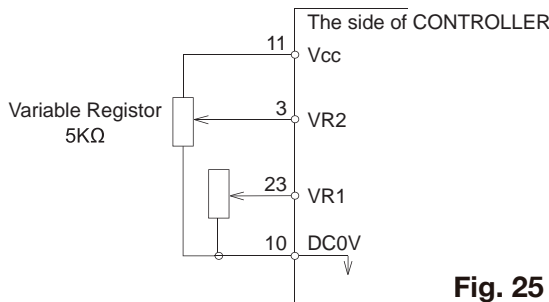 The side of CONTROLLER
11
Vcc
Variable Registor
5KΩ
3
VR2
23
VR1
10
DC0V
Fig. 25